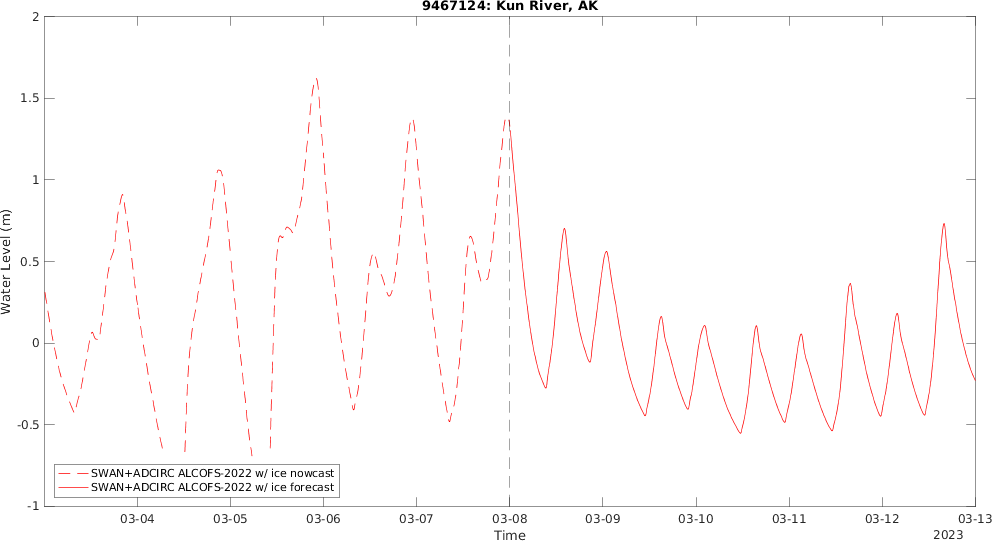 9467124: Kun River, AK
2
1.5
1
0.5
0
-0.5
-1
Water Level (m)
SWAN+ADCIRC ALCOFS-2022 w/ ice nowcast
SWAN+ADCIRC ALCOFS-2022 w/ ice forecast
03-04 03-05 03-06 03-07 03-08 03-09 03-10 03-11 03-12 03-13
Time
2023